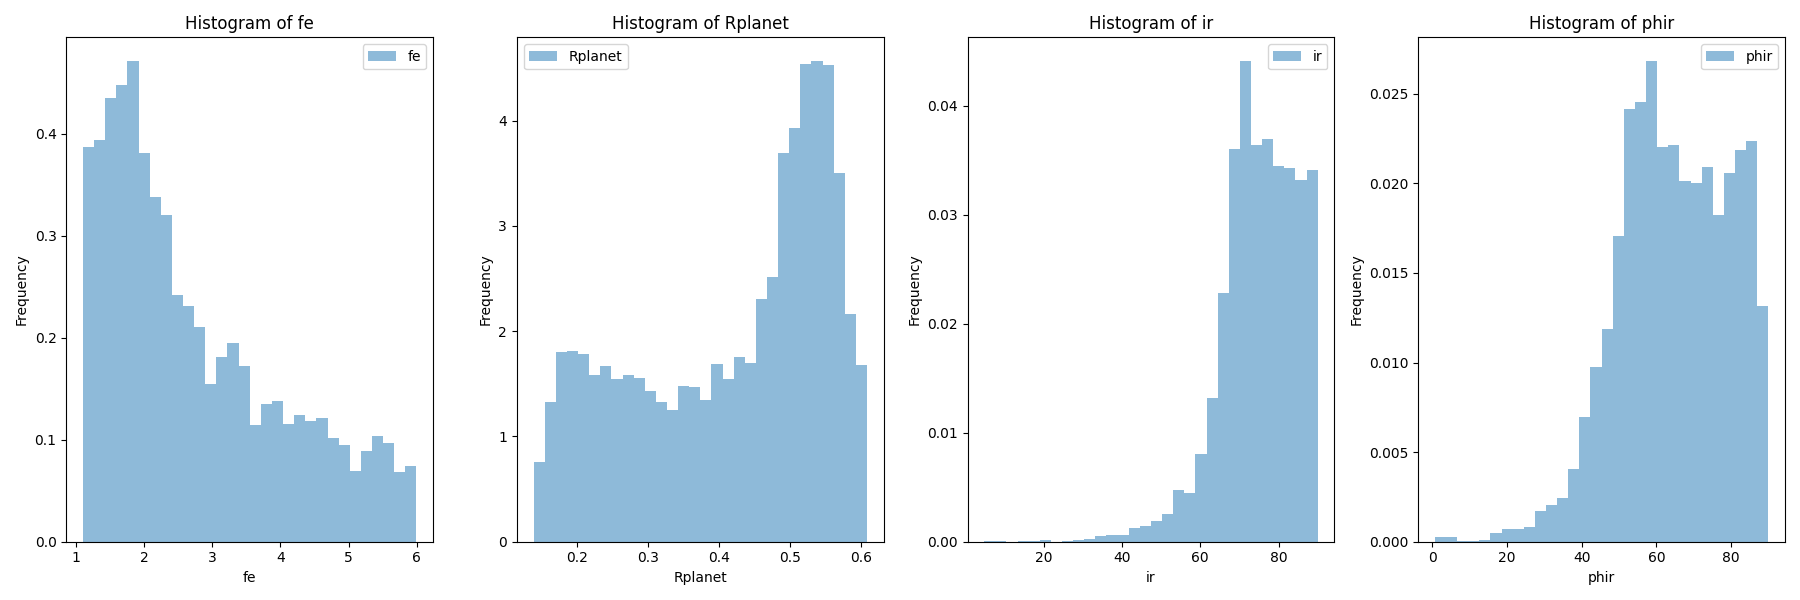 Histogram of fe
fe
0.4
0.3
0.2
0.1
0.0
Frequency
1 2 3 4 5 6
fe
Histogram of Rplanet
Rplanet
4
3
2
1
0
Frequency
0.2 0.3 0.4 0.5 0.6
Rplanet
Histogram of ir
ir
0.04
0.03
0.02
0.01
0.00
Frequency
20 40 60 80
ir
Histogram of phir
phir
0.025
0.020
0.015
0.010
0.005
0.000
Frequency
0 20 40 60 80
phir